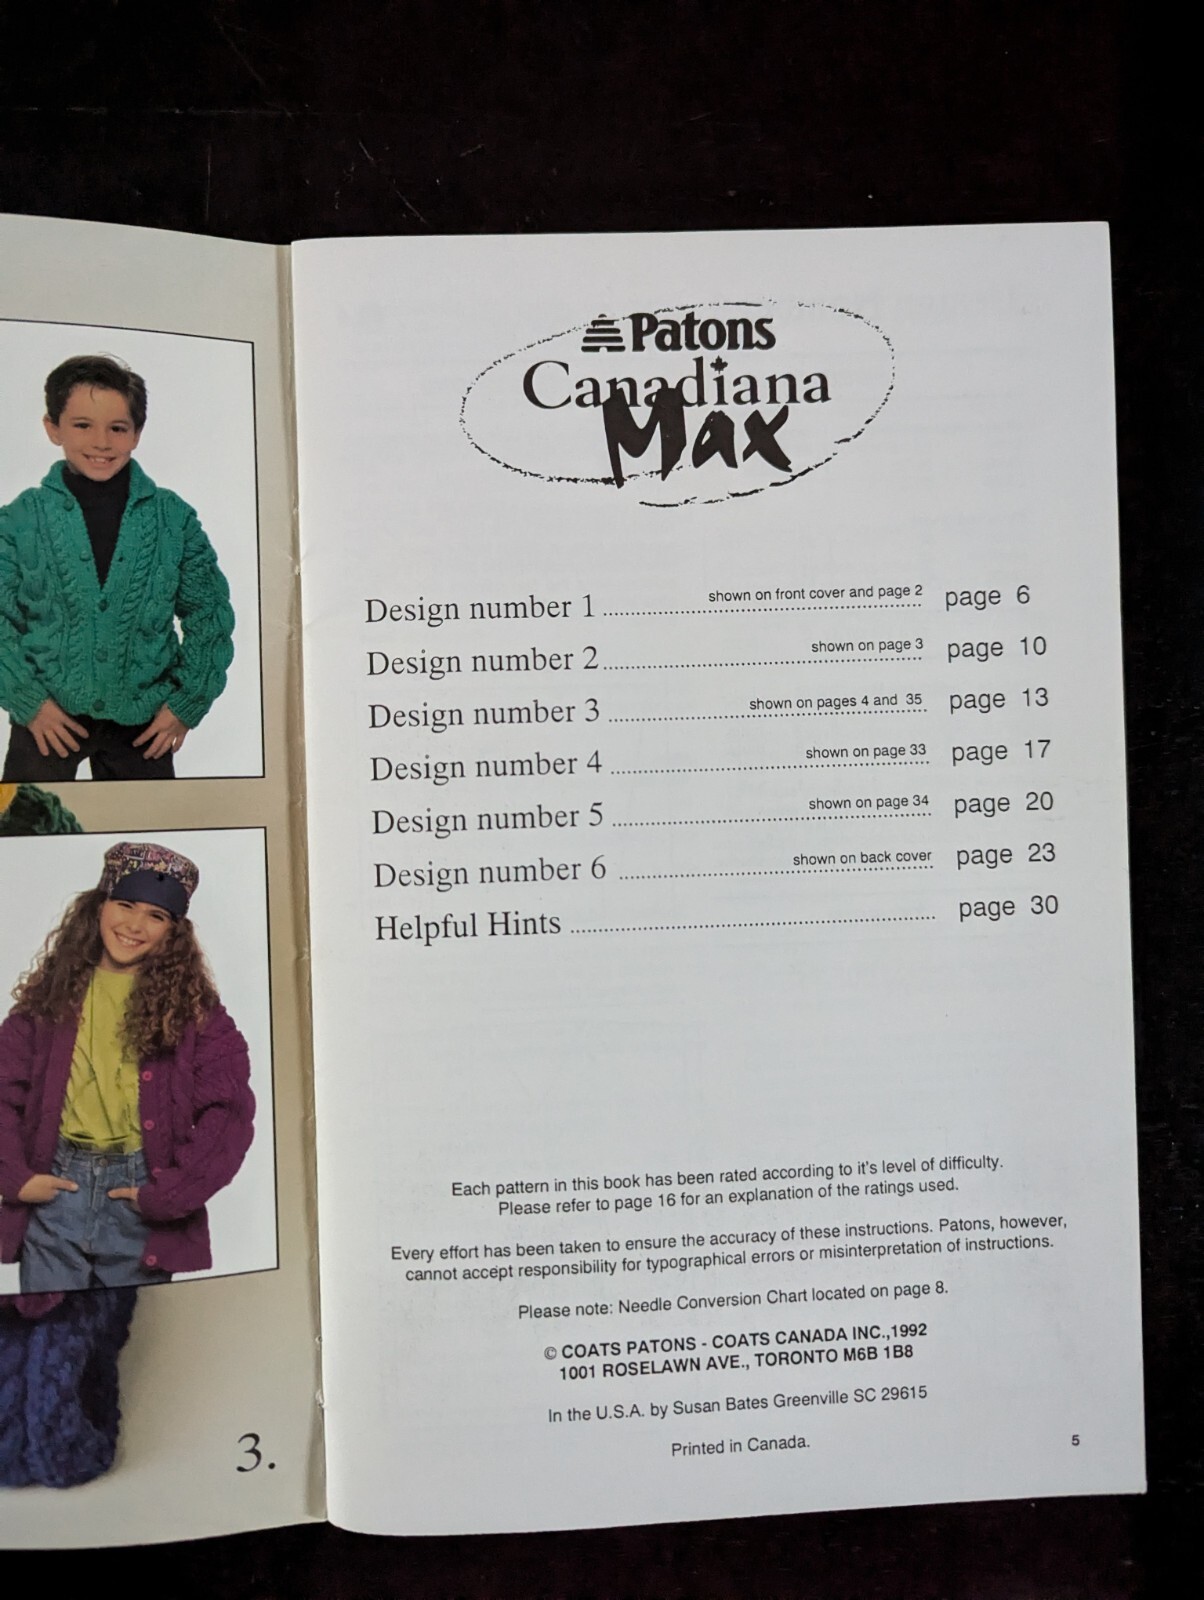 3.
Patons
Canadiana
Max
Design number 1 ........ shown on front cover and page 2 page 6
Design number 2 ........ shown on page 3 page 10
Design number 3 ........ shown on pages 4 and 35 page 13
Design number 4 ........ shown on page 33 page 17
Design number 5 ........ shown on page 34 page 20
Design number 6 ........ shown on back cover page 23
Helpful Hints ........ page 30
Each pattern in this book has been rated according to it's level of difficulty.
Please refer to page 16 for an explanation of the ratings used.
Every effort has been taken to ensure the accuracy of these instructions. Patons, however,
cannot accept responsibility for typographical errors or misinterpretation of instructions.
Please note: Needle Conversion Chart located on page 8.
© COATS PATONS - COATS CANADA INC.,1992
1001 ROSELAWN AVE., TORONTO M6B 1B8
In the U.S.A. by Susan Bates Greenville SC 29615
Printed in Canada.
5